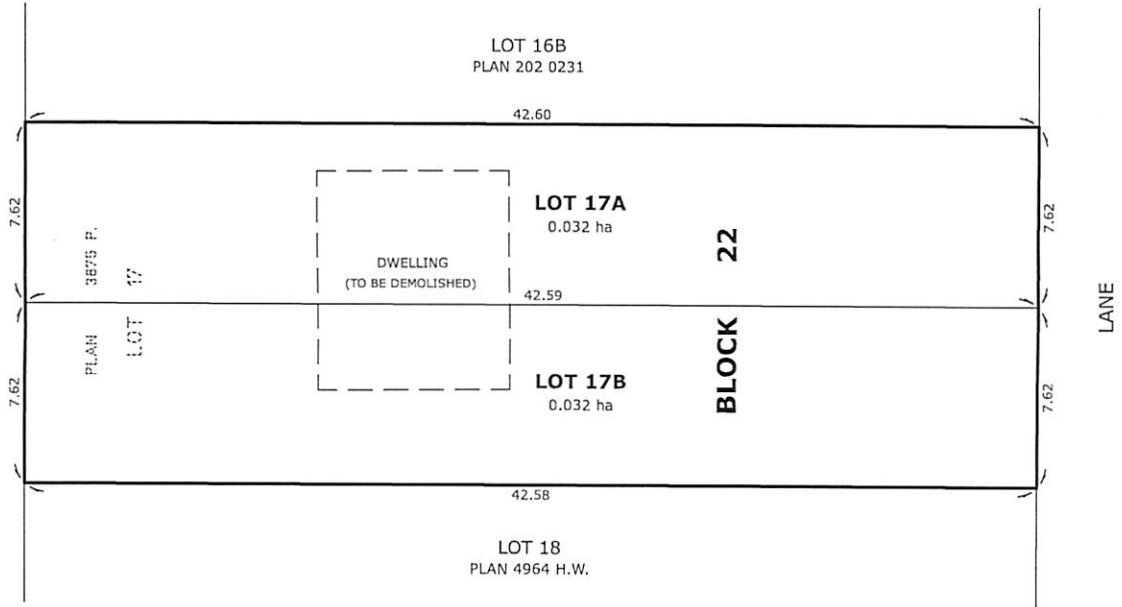 LOT 16B
PLAN 202 0231
42.60
7.62
7.62
LOT 17A
0.032 ha
PLAN 3875 P.
LOT 17
DWELLING
(TO BE DEMOLISHED)
42.59
BLOCK 22
LANE
7.62
7.62
LOT 17B
0.032 ha
42.58
LOT 18
PLAN 4964 H.W.